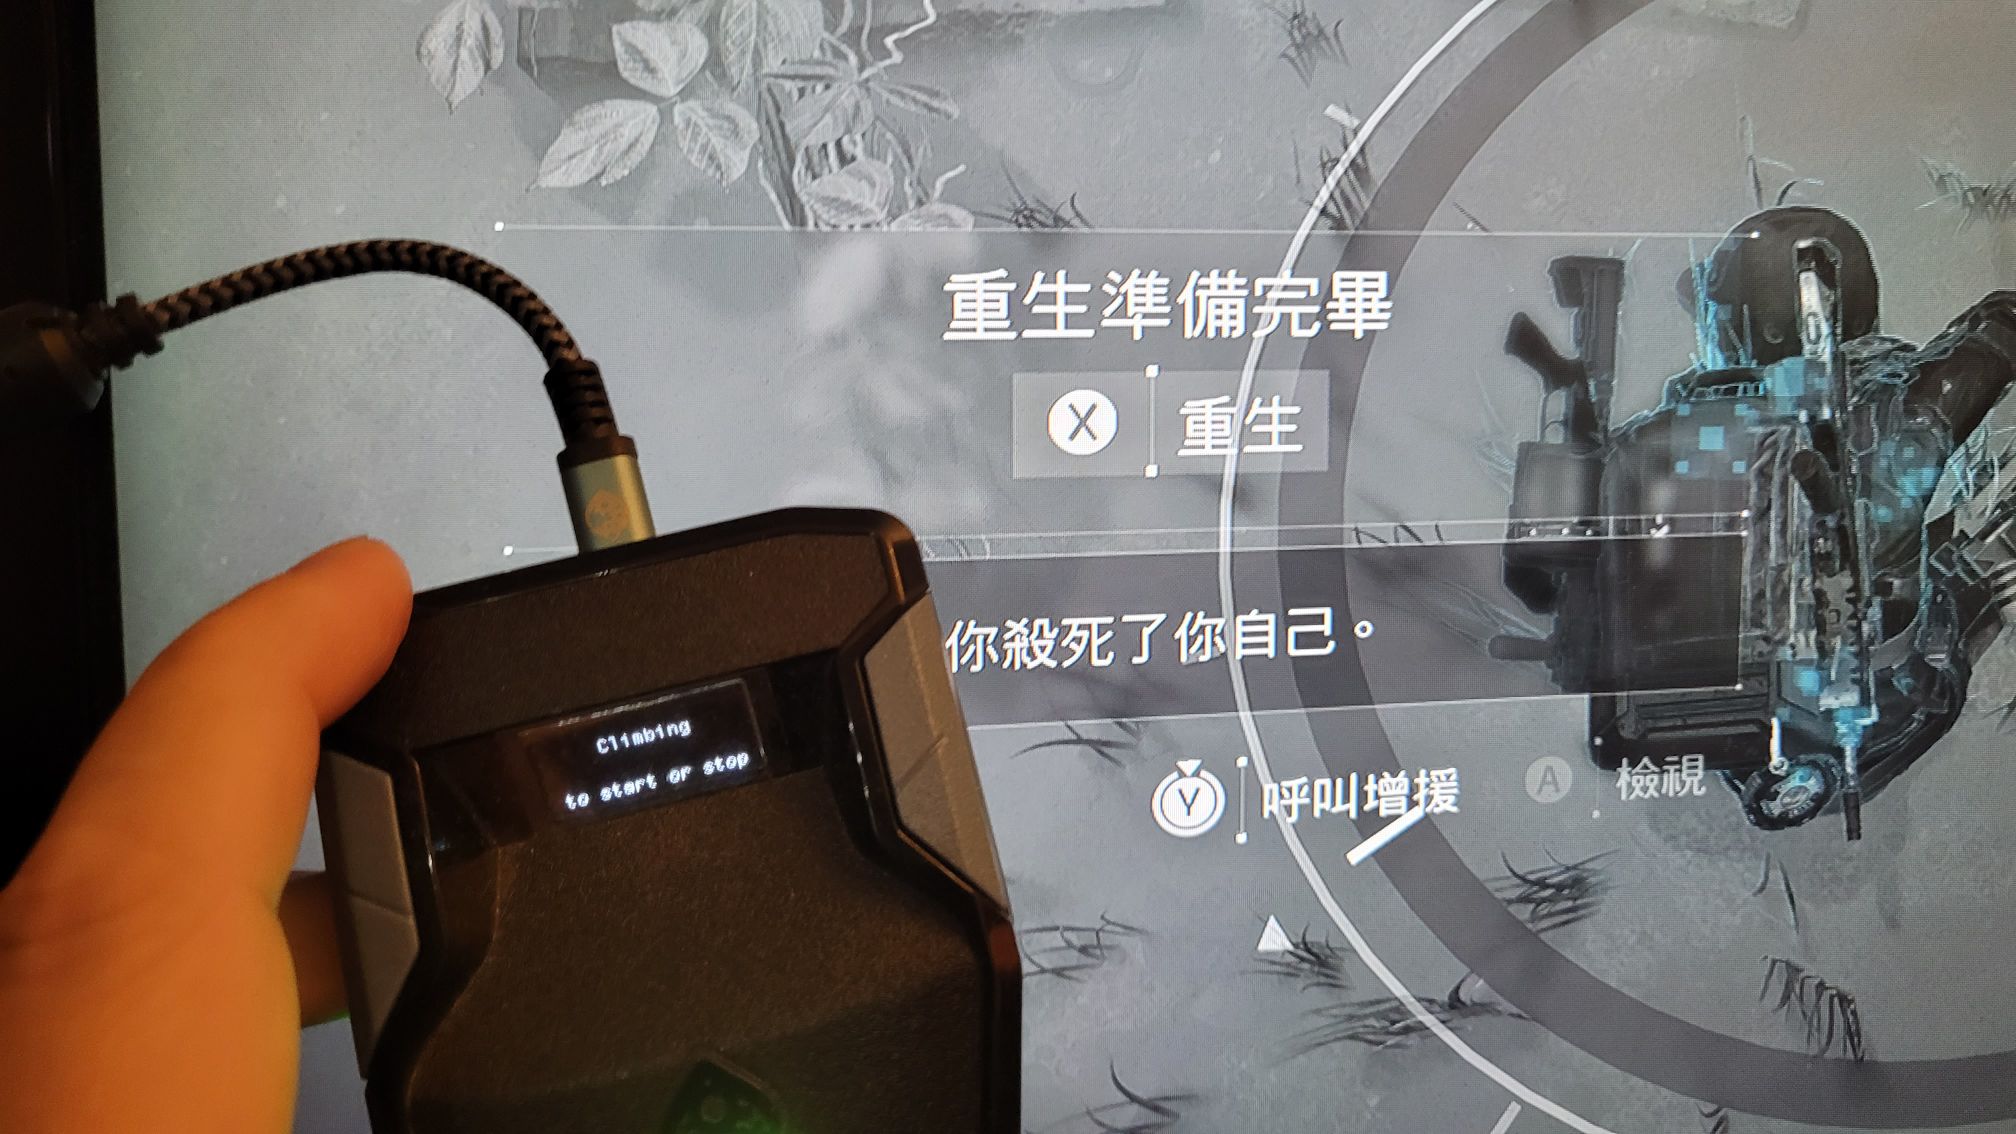 重生準備完畢
X 重生
你殺死了你自己。
Y 呼叫增援 A 檢視
Climbing
to start or stop